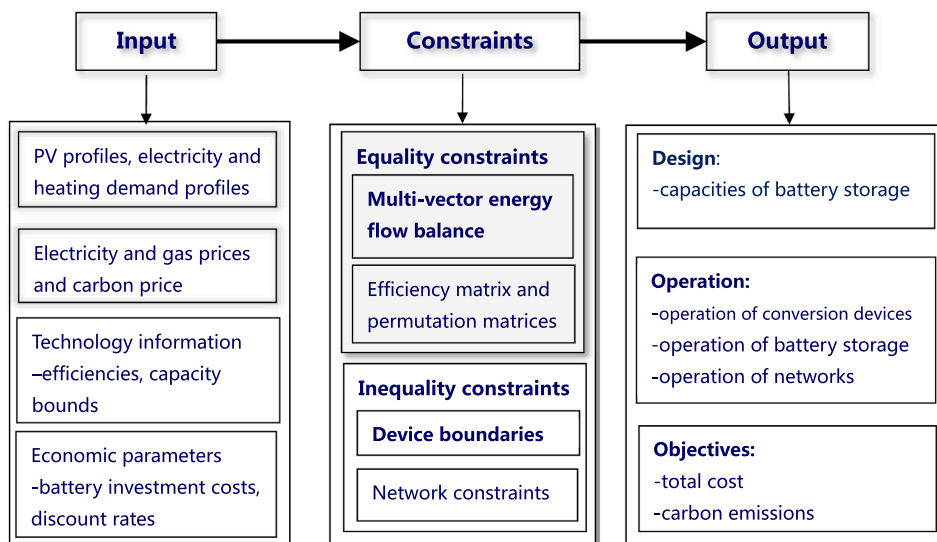 Input
Constraints
Output
PV profiles, electricity and
heating demand profiles
Electricity and gas prices
and carbon price
Technology information
–efficiencies, capacity
bounds
Economic parameters
-battery investment costs,
discount rates
Equality constraints
Multi-vector energy
flow balance
Efficiency matrix and
permutation matrices
Inequality constraints
Device boundaries
Network constraints
Design:
-capacities of battery storage
Operation:
-operation of conversion devices
-operation of battery storage
-operation of networks
Objectives:
-total cost
-carbon emissions